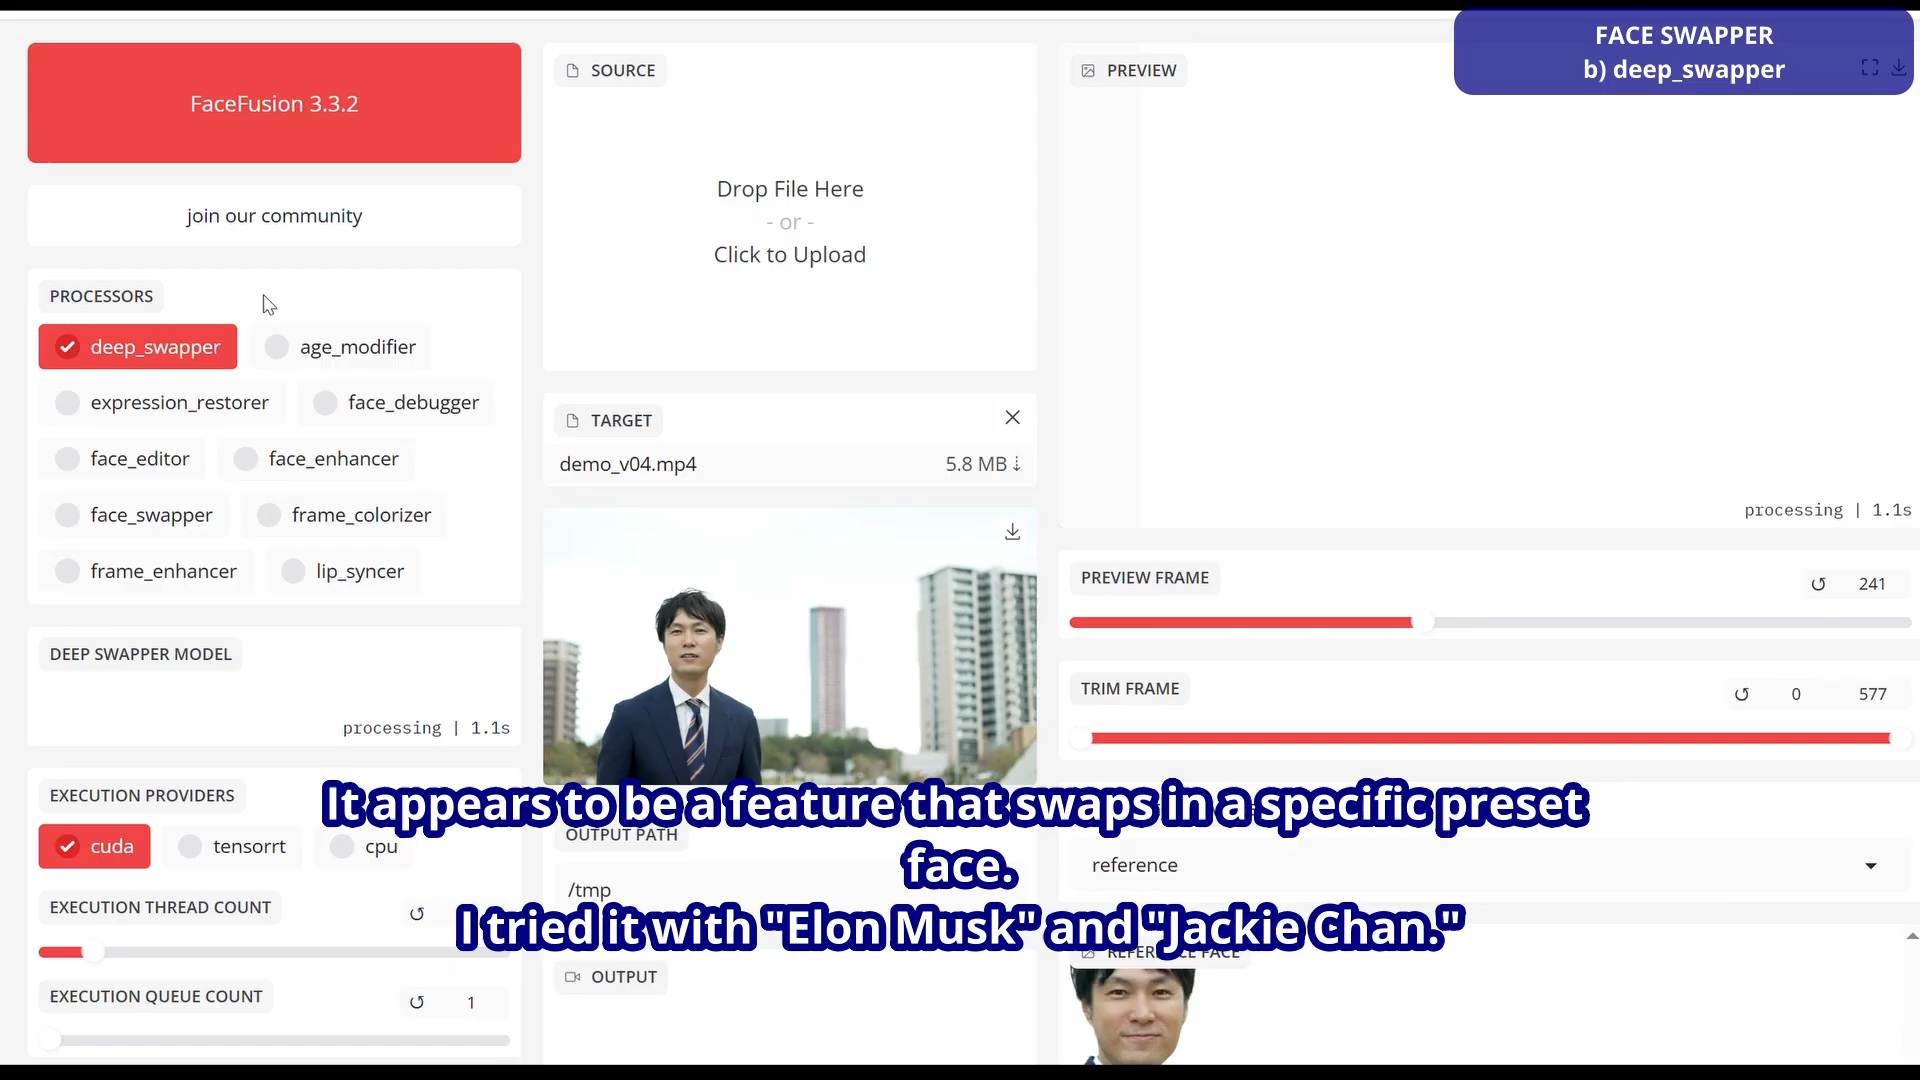 FACE SWAPPER
b) deep_swapper
FaceFusion 3.3.2
join our community
PROCESSORS
deep_swapper
age_modifier
expression_restorer
face_debugger
face_editor
face_enhancer
face_swapper
frame_colorizer
frame_enhancer
lip_syncer
DEEP SWAPPER MODEL
processing | 1.1s
EXECUTION PROVIDERS
cuda
tensorrt
cpu
EXECUTION THREAD COUNT
EXECUTION QUEUE COUNT
1
SOURCE
Drop File Here
- or -
Click to Upload
TARGET
demo_v04.mp4
5.8 MB ⇣
OUTPUT PATH
/tmp
OUTPUT
PREVIEW
processing | 1.1s
PREVIEW FRAME
241
TRIM FRAME
0
577
reference
REFERENCE FACE
It appears to be a feature that swaps in a specific preset
face.
I tried it with "Elon Musk" and "Jackie Chan."